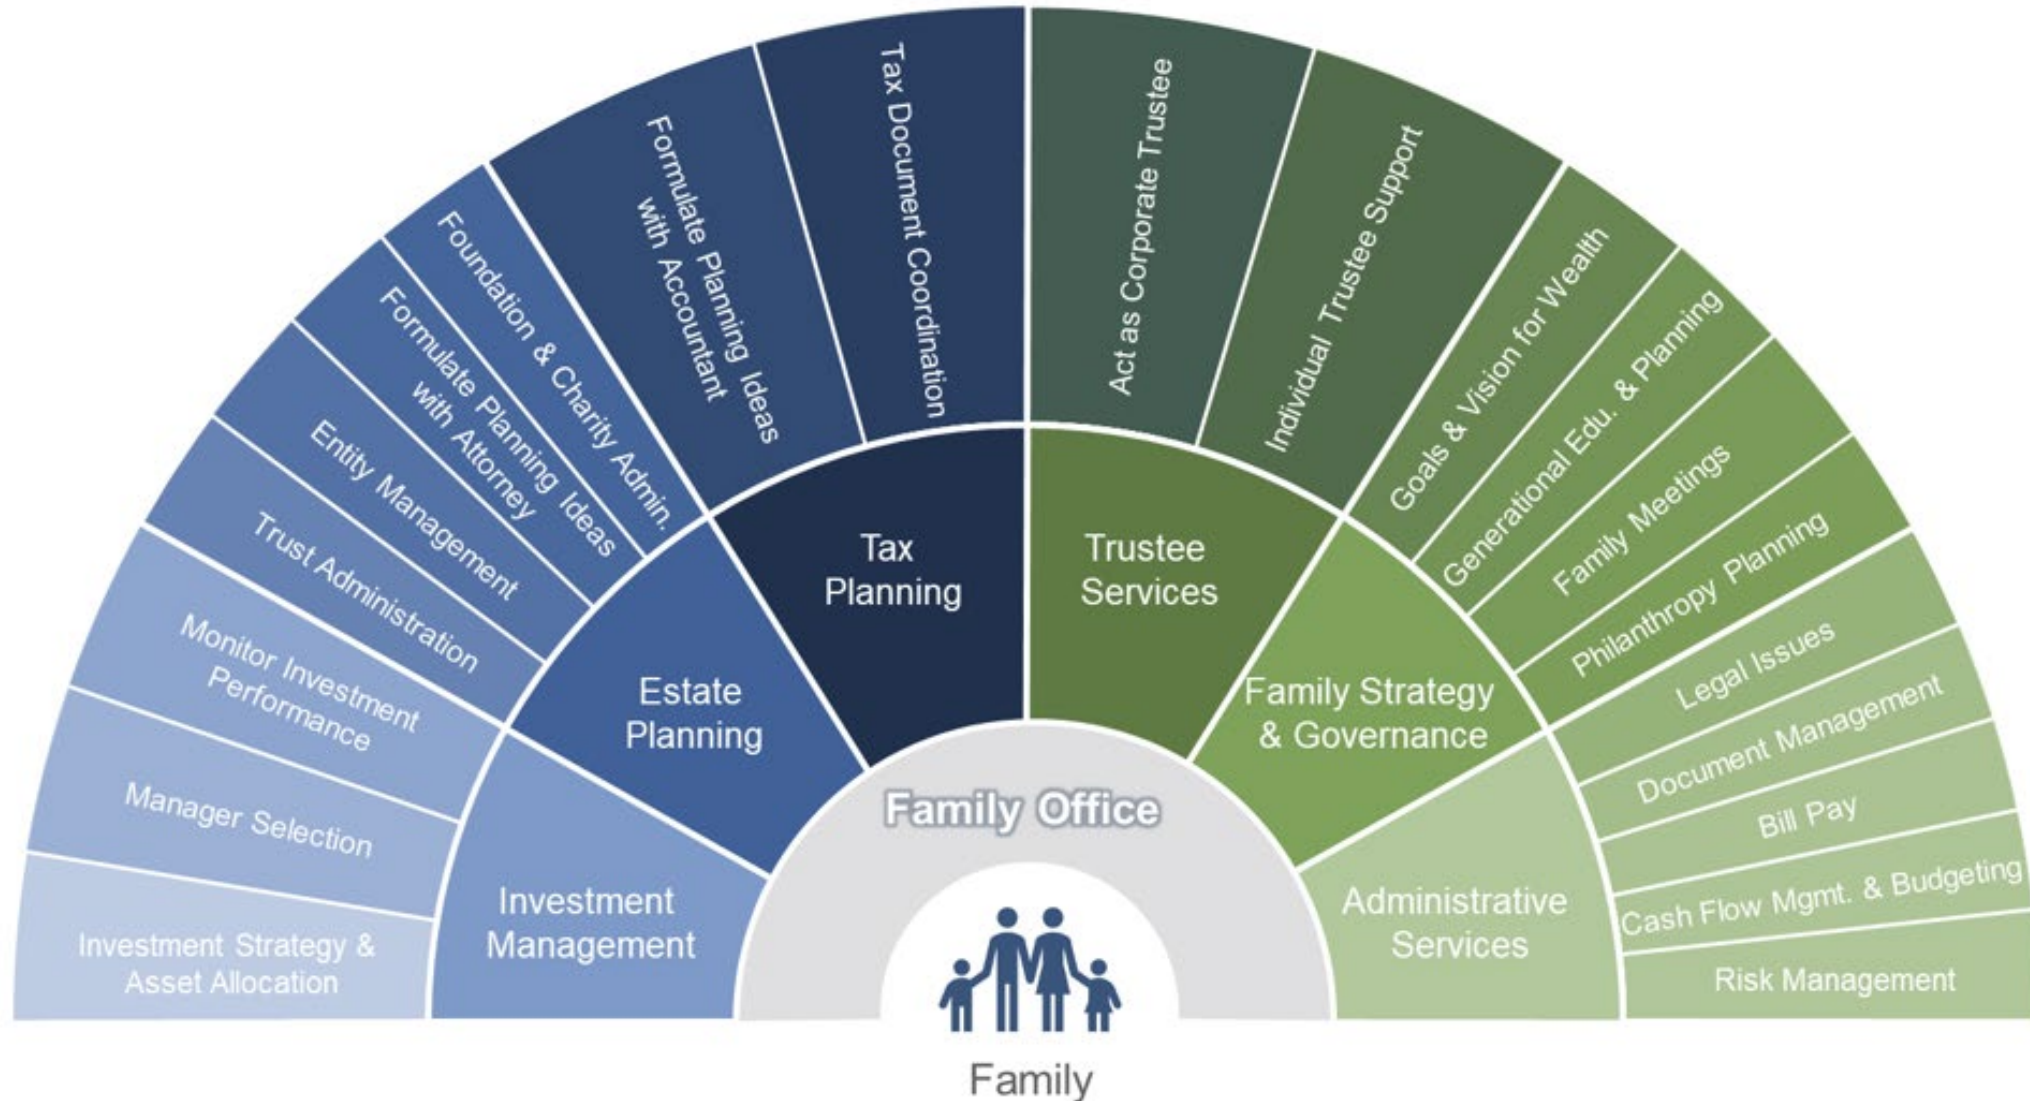 Investment Strategy &
Asset Allocation
Manager Selection
Monitor Investment
Performance
Trust Administration
Entity Management
Formulate Planning Ideas
with Attorney
Foundation & Charity Admin.
Formulate Planning Ideas
with Accountant
Tax Document Coordination
Act as Corporate Trustee
Individual Trustee Support
Goals & Vision for Wealth
Generational Edu. & Planning
Family Meetings
Philanthropy Planning
Legal Issues
Document Management
Bill Pay
Cash Flow Mgmt. & Budgeting
Risk Management
Investment
Management
Estate
Planning
Tax
Planning
Trustee
Services
Family Strategy
& Governance
Administrative
Services
Family Office
Family